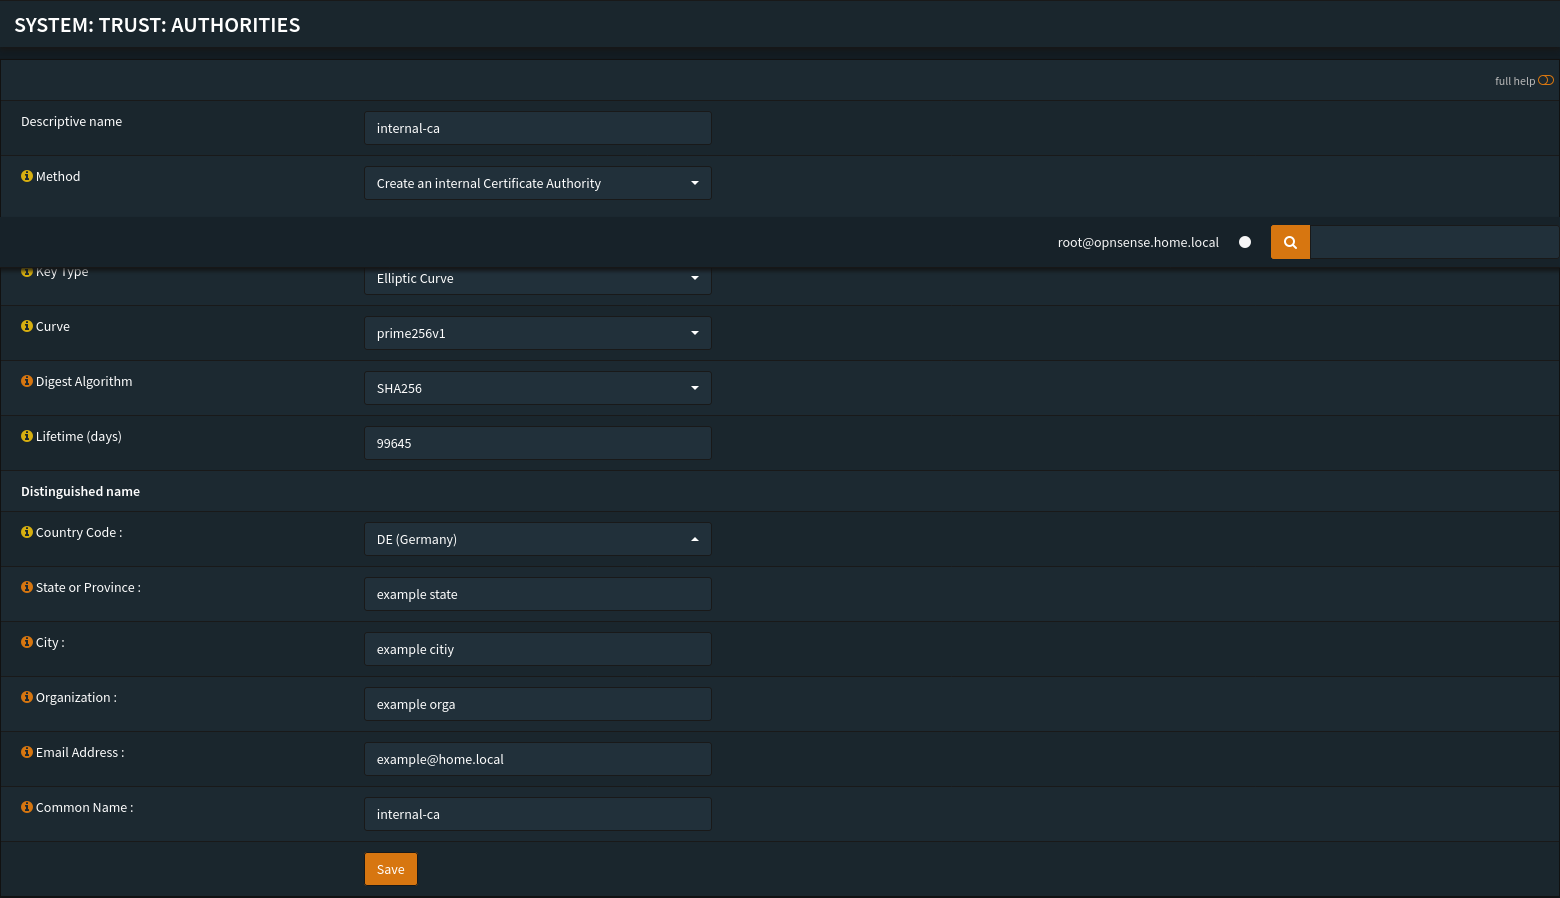 SYSTEM: TRUST: AUTHORITIES
full help
Descriptive name
internal-ca
Method
Create an internal Certificate Authority
root@opnsense.home.local
Key Type
Elliptic Curve
Curve
prime256v1
Digest Algorithm
SHA256
Lifetime (days)
99645
Distinguished name
Country Code :
DE (Germany)
State or Province :
example state
City :
example citiy
Organization :
example orga
Email Address :
example@home.local
Common Name :
internal-ca
Save